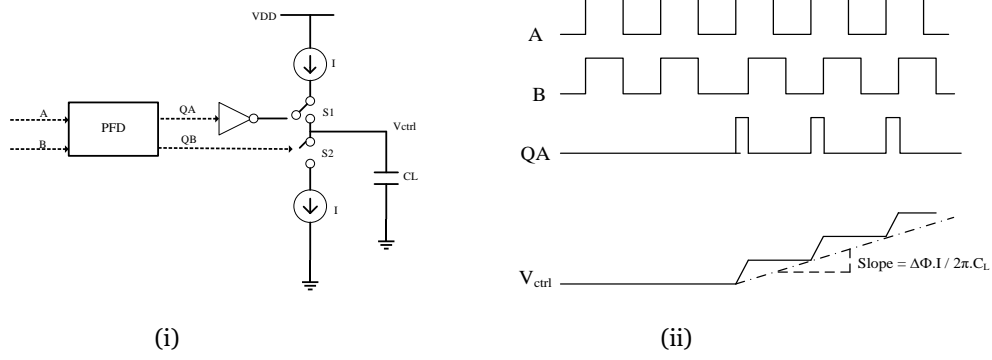 VDD
I
A
QA
S1
PFD
Vctrl
B
QB
S2
CL
I
(i)
A
B
QA
Vctrl
Slope = ΔΦ.I / 2π.CL
(ii)